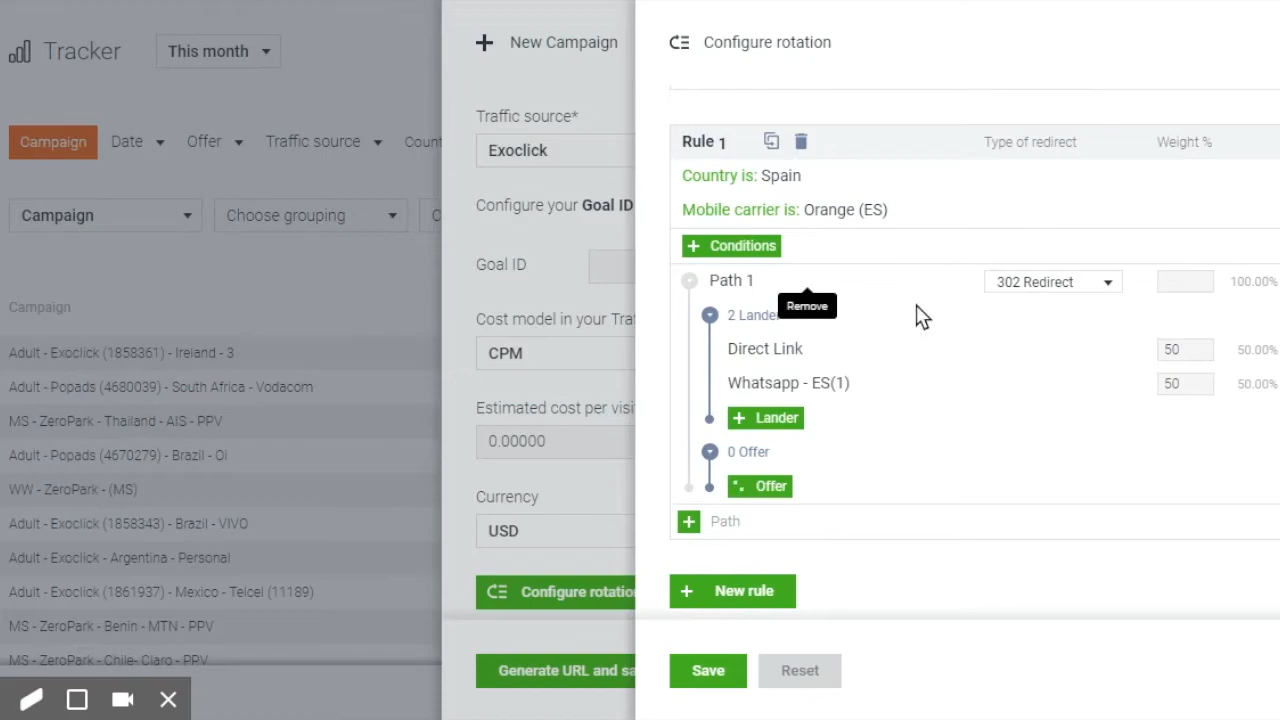 Tracker
This month
Campaign Date Offer Traffic source Count
Campaign Choose grouping C
Campaign
Adult - Exoclick (1858361) - Ireland - 3
Adult - Popads (4680039) - South Africa - Vodacom
MS - ZeroPark - Thailand - AIS - PPV
Adult - Popads (4670279) - Brazil - Oi
WW - ZeroPark - (MS)
Adult - Exoclick (1858343) - Brazil - VIVO
Adult - Exoclick - Argentina - Personal
Adult - Exoclick (1861937) - Mexico - Telcel (11189)
MS - ZeroPark - Benin - MTN - PPV
MS - ZeroPark - Chile- Claro - PPV
New Campaign
Traffic source*
Exoclick
Configure your Goal ID
Goal ID
Cost model in your Tra
CPM
Estimated cost per visi
0.00000
Currency
USD
Configure rotation
Generate URL and sa
Configure rotation
Rule 1 Type of redirect Weight %
Country is: Spain
Mobile carrier is: Orange (ES)
+ Conditions
Path 1 302 Redirect 100.00%
Remove
2 Lander
Direct Link 50 50.00%
Whatsapp - ES(1) 50 50.00%
+ Lander
0 Offer
Offer
+ Path
+ New rule
Save Reset